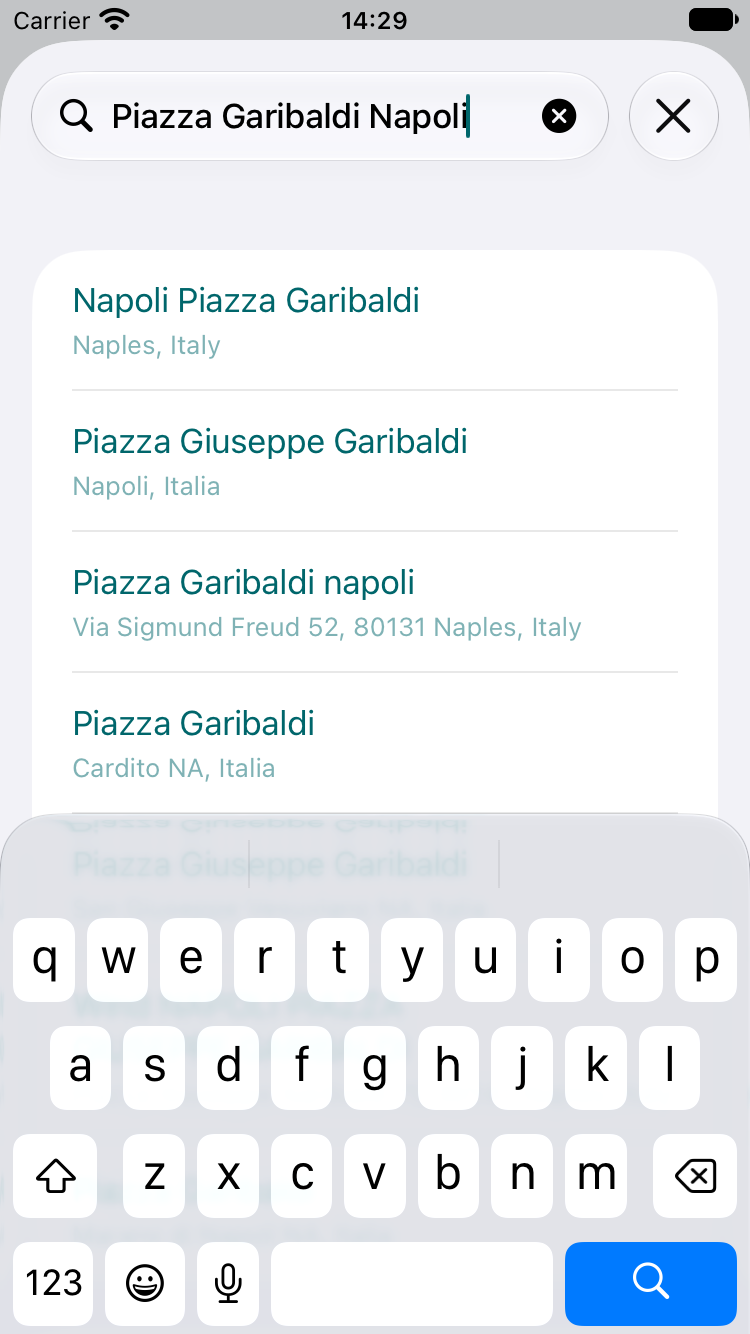 Carrier 14:29
Piazza Garibaldi Napoli
Napoli Piazza Garibaldi
Naples, Italy
Piazza Giuseppe Garibaldi
Napoli, Italia
Piazza Garibaldi napoli
Via Sigmund Freud 52, 80131 Naples, Italy
Piazza Garibaldi
Cardito NA, Italia
Piazza Giuseppe Garibaldi
q w e r t y u i o p
a s d f g h j k l
z x c v b n m
123